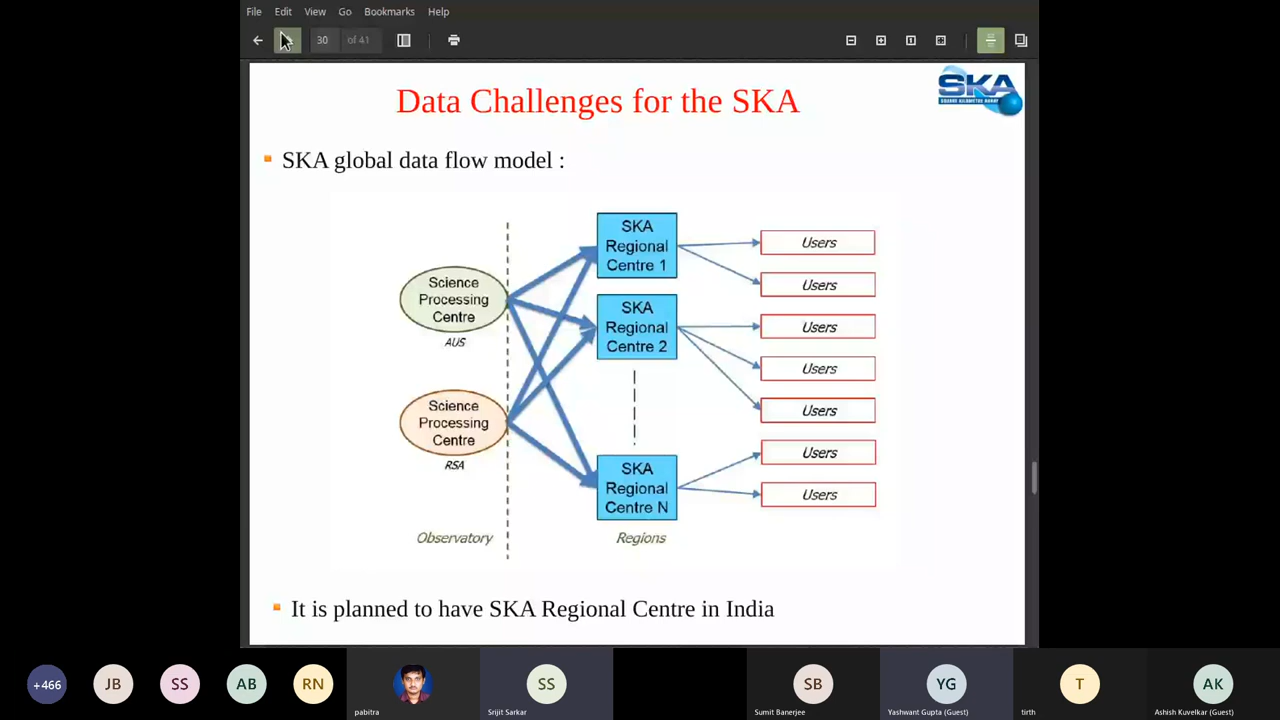 File Edit View Go Bookmarks Help
30 of 41
Data Challenges for the SKA
SKA
SQUARE KILOMETRE ARRAY
SKA global data flow model :
SKA
Regional
Centre 1
Users
Users
Science
Processing
Centre
AUS
SKA
Regional
Centre 2
Users
Users
Users
Science
Processing
Centre
RSA
SKA
Regional
Centre N
Users
Users
Observatory
Regions
It is planned to have SKA Regional Centre in India
+466
JB
SS
AB
RN
pabitra
SS
Srijit Sarkar
SB
Sumit Banerjee
YG
Yashwant Gupta (Guest)
T
tirth
AK
Ashish Kuvelkar (Guest)